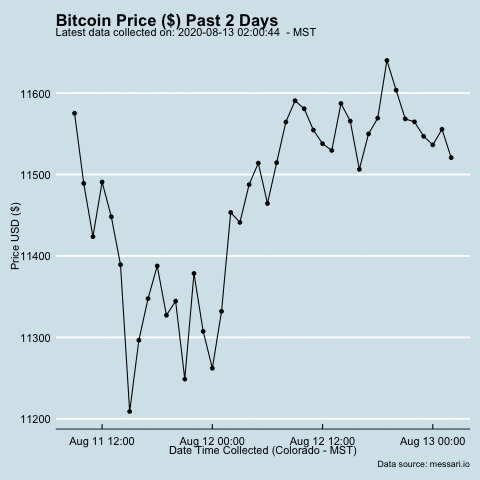 Bitcoin Price ($) Past 2 Days
Latest data collected on: 2020-08-13 02:00:44  - MST
11600
11500
11400
11300
11200
Price USD ($)
Aug 11 12:00 Aug 12 00:00 Aug 12 12:00 Aug 13 00:00
Date Time Collected (Colorado - MST)
Data source: messari.io